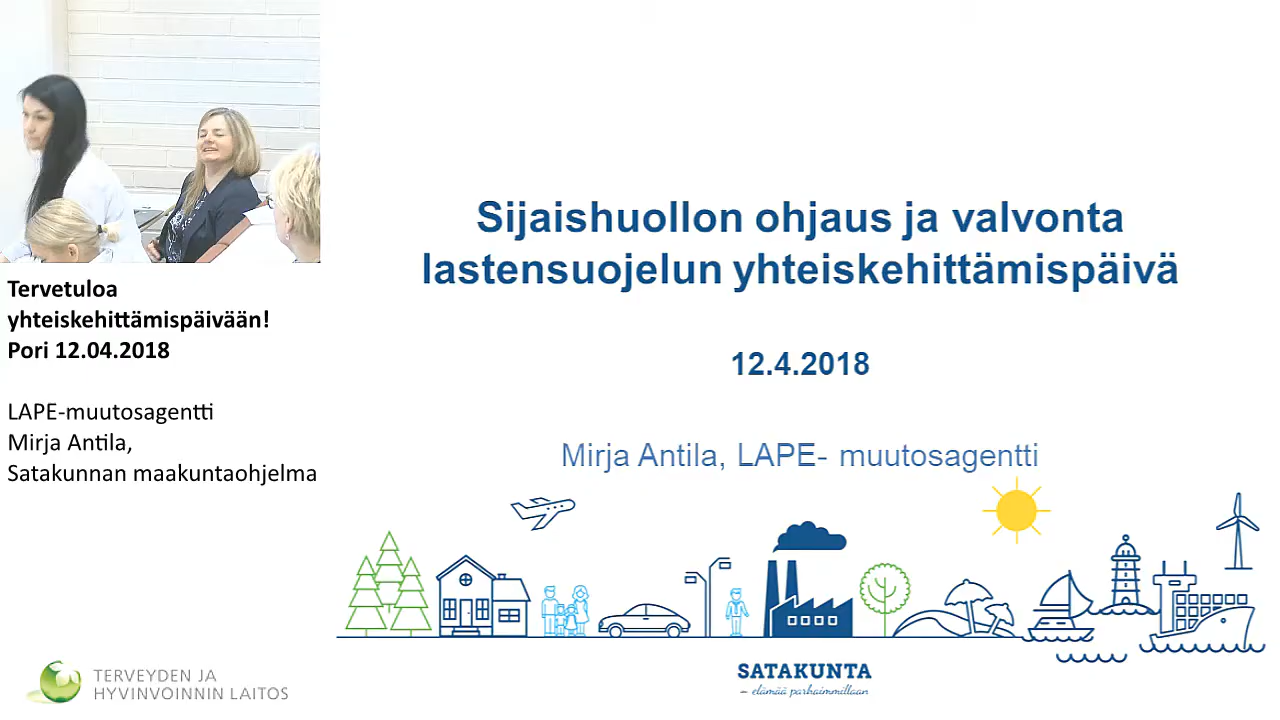 Tervetuloa
yhteiskehittämispäivään!
Pori 12.04.2018
LAPE-muutosagentti
Mirja Antila,
Satakunnan maakuntaohjelma
TERVEYDEN JA
HYVINVOINNIN LAITOS
Sijaishuollon ohjaus ja valvonta
lastensuojelun yhteiskehittämispäivä
12.4.2018
Mirja Antila, LAPE- muutosagentti
SATAKUNTA
– elämää parhaimmillaan